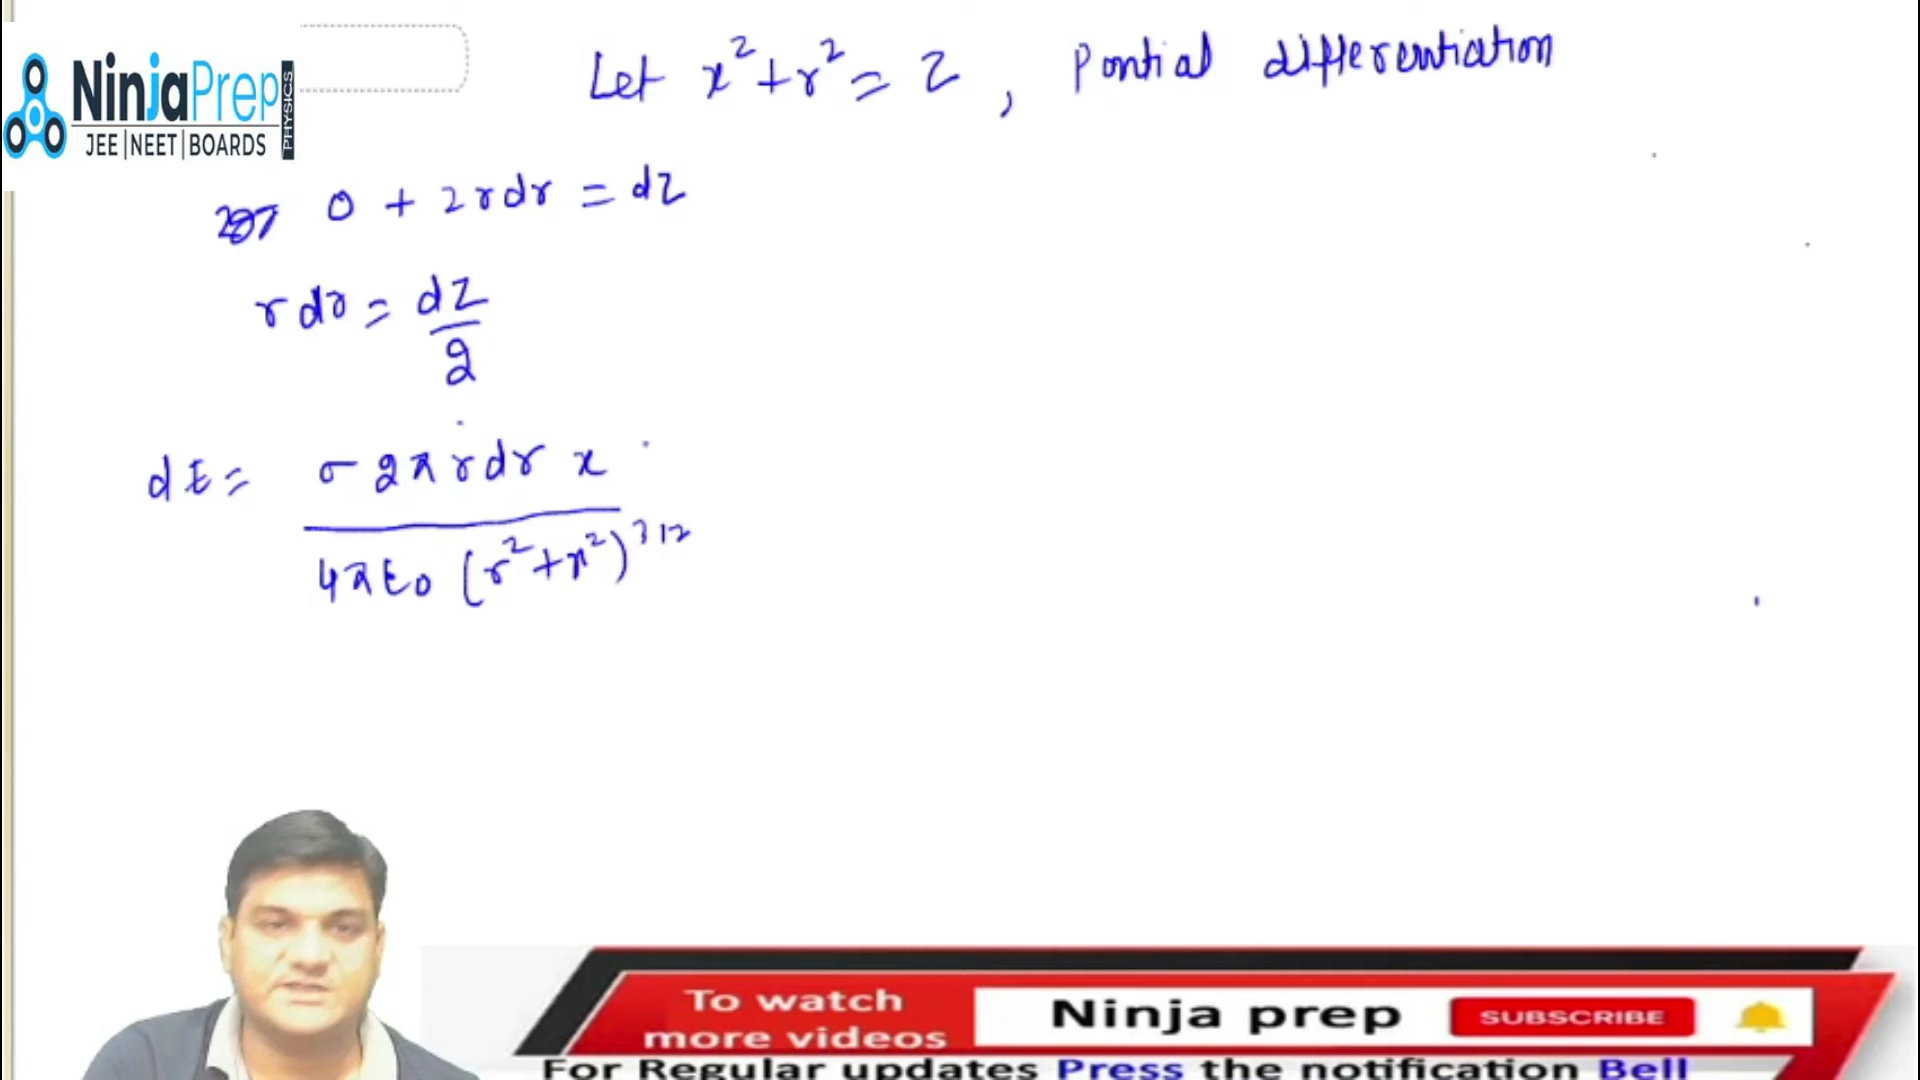 NinjaPrep
PHYSICS
JEE|NEET|BOARDS
Let x²+r² = Z , Partial differentiation
0 + 2rdr = dZ
rdr = dZ/2
dE = σ2πrdr x / 4πε₀ (r²+x²)^3/2
To watch
more videos
Ninja prep
SUBSCRIBE
For Regular updates Press the notification Bell